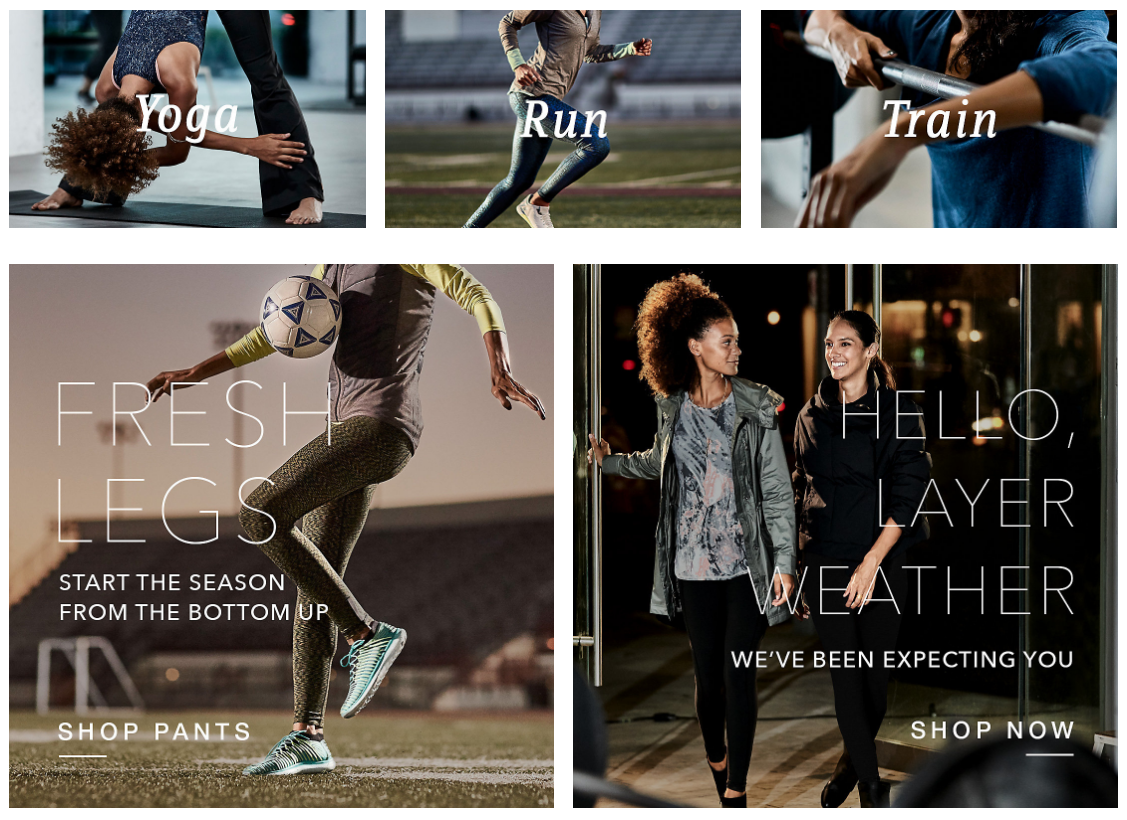 Yoga
Run
Train
FRESH
LEGS
START THE SEASON
FROM THE BOTTOM UP
SHOP PANTS
HELLO,
LAYER
WEATHER
WE'VE BEEN EXPECTING YOU
SHOP NOW